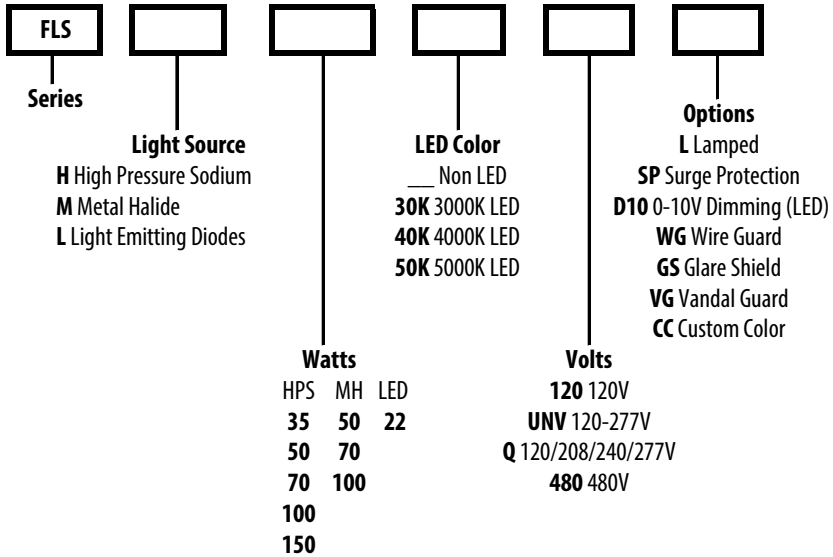 FLS
Series
Light Source
H High Pressure Sodium
M Metal Halide
L Light Emitting Diodes
Watts
HPS MH LED
35 50 22
50 70
70 100
100
150
LED Color
__ Non LED
30K 3000K LED
40K 4000K LED
50K 5000K LED
Volts
120 120V
UNV 120-277V
Q 120/208/240/277V
480 480V
Options
L Lamped
SP Surge Protection
D10 0-10V Dimming (LED)
WG Wire Guard
GS Glare Shield
VG Vandal Guard
CC Custom Color